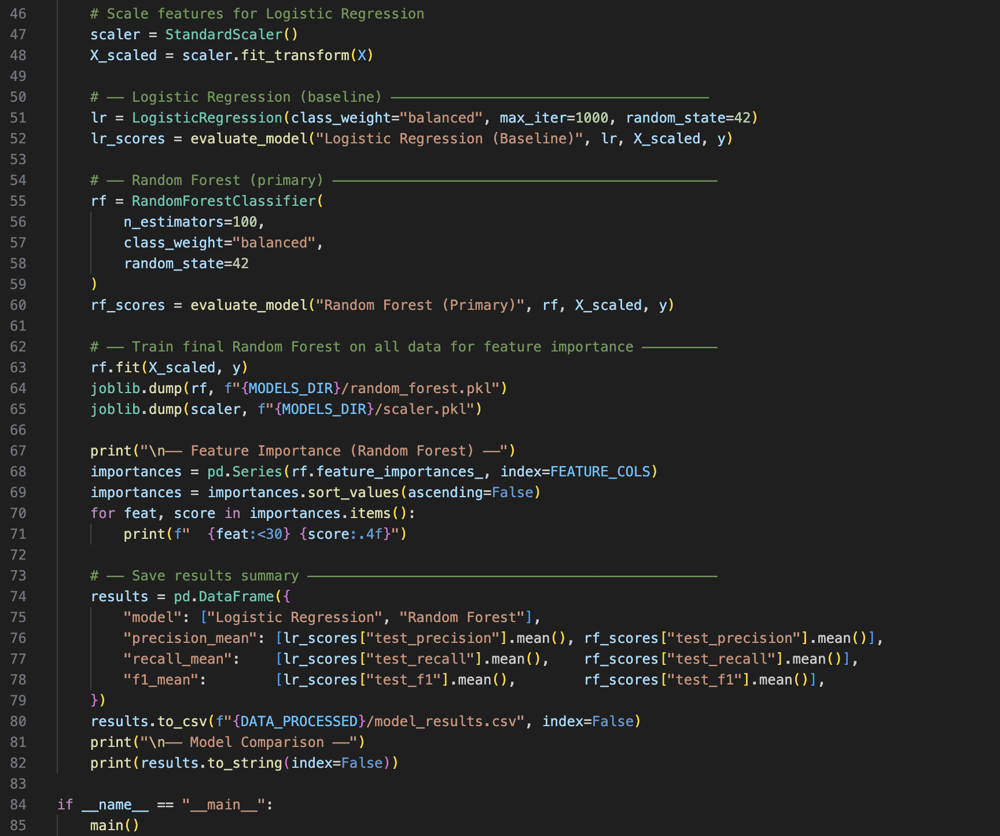 46 # Scale features for Logistic Regression
47 scaler = StandardScaler()
48 X_scaled = scaler.fit_transform(X)
49
50 # —— Logistic Regression (baseline) ——————————————————————————————————————
51 lr = LogisticRegression(class_weight="balanced", max_iter=1000, random_state=42)
52 lr_scores = evaluate_model("Logistic Regression (Baseline)", lr, X_scaled, y)
53
54 # —— Random Forest (primary) ——————————————————————————————————————————————
55 rf = RandomForestClassifier(
56     n_estimators=100,
57     class_weight="balanced",
58     random_state=42
59 )
60 rf_scores = evaluate_model("Random Forest (Primary)", rf, X_scaled, y)
61
62 # —— Train final Random Forest on all data for feature importance —————————
63 rf.fit(X_scaled, y)
64 joblib.dump(rf, f"{MODELS_DIR}/random_forest.pkl")
65 joblib.dump(scaler, f"{MODELS_DIR}/scaler.pkl")
66
67 print("\n—— Feature Importance (Random Forest) ——")
68 importances = pd.Series(rf.feature_importances_, index=FEATURE_COLS)
69 importances = importances.sort_values(ascending=False)
70 for feat, score in importances.items():
71     print(f"  {feat:<30} {score:.4f}")
72
73 # —— Save results summary —————————————————————————————————————————————————
74 results = pd.DataFrame({
75     "model": ["Logistic Regression", "Random Forest"],
76     "precision_mean": [lr_scores["test_precision"].mean(), rf_scores["test_precision"].mean()],
77     "recall_mean":    [lr_scores["test_recall"].mean(),    rf_scores["test_recall"].mean()],
78     "f1_mean":        [lr_scores["test_f1"].mean(),        rf_scores["test_f1"].mean()],
79 })
80 results.to_csv(f"{DATA_PROCESSED}/model_results.csv", index=False)
81 print("\n—— Model Comparison ——")
82 print(results.to_string(index=False))
83
84 if __name__ == "__main__":
85     main()